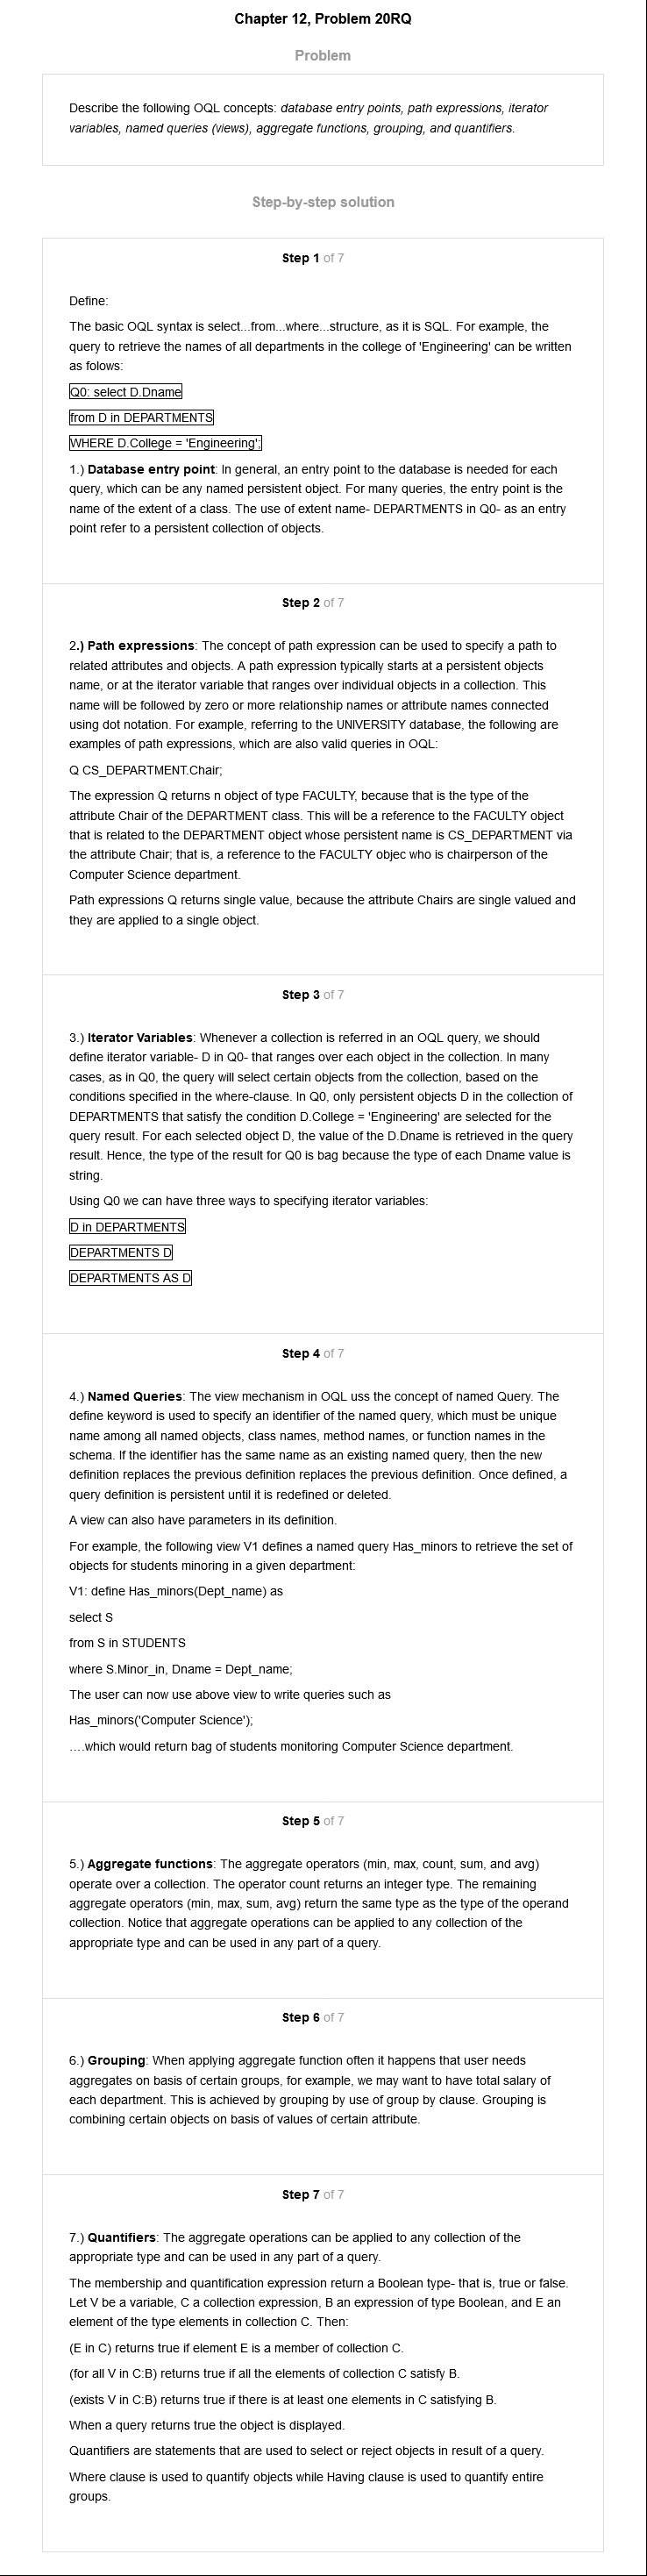 Chapter 12, Problem 20RQ
Problem
Describe the following OQL concepts: database entry points, path expressions, iterator
variables, named queries (views), aggregate functions, grouping, and quantifiers.
Step-by-step solution
Step 1 of 7
Define:
The basic OQL syntax is select...from...where...structure, as it is SQL. For example, the
query to retrieve the names of all departments in the college of 'Engineering' can be written
as folows:
Q0: select D.Dname
from D in DEPARTMENTS
WHERE D.College = 'Engineering';
1.) Database entry point: In general, an entry point to the database is needed for each
query, which can be any named persistent object. For many queries, the entry point is the
name of the extent of a class. The use of extent name- DEPARTMENTS in Q0- as an entry
point refer to a persistent collection of objects.
Step 2 of 7
2.) Path expressions: The concept of path expression can be used to specify a path to
related attributes and objects. A path expression typically starts at a persistent objects
name, or at the iterator variable that ranges over individual objects in a collection. This
name will be followed by zero or more relationship names or attribute names connected
using dot notation. For example, referring to the UNIVERSITY database, the following are
examples of path expressions, which are also valid queries in OQL:
Q CS_DEPARTMENT.Chair;
The expression Q returns n object of type FACULTY, because that is the type of the
attribute Chair of the DEPARTMENT class. This will be a reference to the FACULTY object
that is related to the DEPARTMENT object whose persistent name is CS_DEPARTMENT via
the attribute Chair; that is, a reference to the FACULTY objec who is chairperson of the
Computer Science department.
Path expressions Q returns single value, because the attribute Chairs are single valued and
they are applied to a single object.
Step 3 of 7
3.) Iterator Variables: Whenever a collection is referred in an OQL query, we should
define iterator variable- D in Q0- that ranges over each object in the collection. In many
cases, as in Q0, the query will select certain objects from the collection, based on the
conditions specified in the where-clause. In Q0, only persistent objects D in the collection of
DEPARTMENTS that satisfy the condition D.College = 'Engineering' are selected for the
query result. For each selected object D, the value of the D.Dname is retrieved in the query
result. Hence, the type of the result for Q0 is bag because the type of each Dname value is
string.
Using Q0 we can have three ways to specifying iterator variables:
D in DEPARTMENTS
DEPARTMENTS D
DEPARTMENTS AS D
Step 4 of 7
4.) Named Queries: The view mechanism in OQL uss the concept of named Query. The
define keyword is used to specify an identifier of the named query, which must be unique
name among all named objects, class names, method names, or function names in the
schema. If the identifier has the same name as an existing named query, then the new
definition replaces the previous definition replaces the previous definition. Once defined, a
query definition is persistent until it is redefined or deleted.
A view can also have parameters in its definition.
For example, the following view V1 defines a named query Has_minors to retrieve the set of
objects for students minoring in a given department:
V1: define Has_minors(Dept_name) as
select S
from S in STUDENTS
where S.Minor_in, Dname = Dept_name;
The user can now use above view to write queries such as
Has_minors('Computer Science');
….which would return bag of students monitoring Computer Science department.
Step 5 of 7
5.) Aggregate functions: The aggregate operators (min, max, count, sum, and avg)
operate over a collection. The operator count returns an integer type. The remaining
aggregate operators (min, max, sum, avg) return the same type as the type of the operand
collection. Notice that aggregate operations can be applied to any collection of the
appropriate type and can be used in any part of a query.
Step 6 of 7
6.) Grouping: When applying aggregate function often it happens that user needs
aggregates on basis of certain groups, for example, we may want to have total salary of
each department. This is achieved by grouping by use of group by clause. Grouping is
combining certain objects on basis of values of certain attribute.
Step 7 of 7
7.) Quantifiers: The aggregate operations can be applied to any collection of the
appropriate type and can be used in any part of a query.
The membership and quantification expression return a Boolean type- that is, true or false.
Let V be a variable, C a collection expression, B an expression of type Boolean, and E an
element of the type elements in collection C. Then:
(E in C) returns true if element E is a member of collection C.
(for all V in C:B) returns true if all the elements of collection C satisfy B.
(exists V in C:B) returns true if there is at least one elements in C satisfying B.
When a query returns true the object is displayed.
Quantifiers are statements that are used to select or reject objects in result of a query.
Where clause is used to quantify objects while Having clause is used to quantify entire
groups.